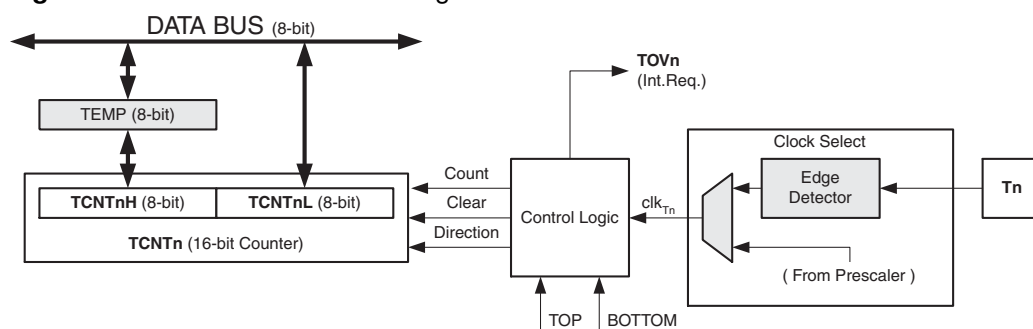 DATA BUS (8-bit)
TEMP (8-bit)
TCNTnH (8-bit)
TCNTnL (8-bit)
TCNTn (16-bit Counter)
Count
Clear
Direction
Control Logic
TOVn
(Int.Req.)
TOP
BOTTOM
clkTn
Clock Select
Edge
Detector
( From Prescaler )
Tn